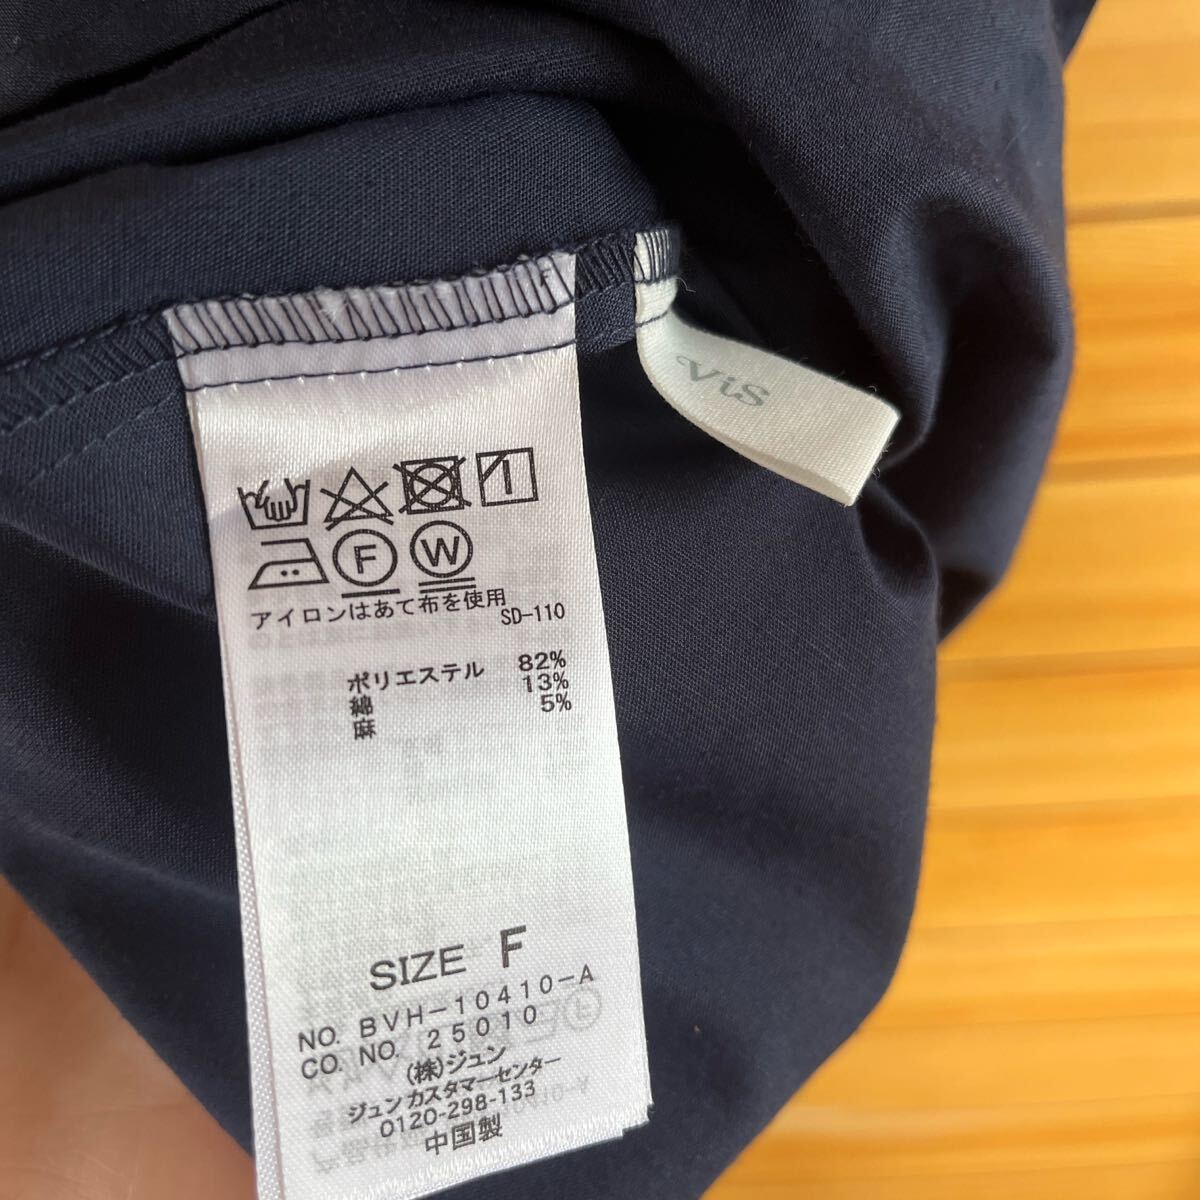 ViS
F W
アイロンはあて布を使用
SD-110
ポリエステル 82%
綿 13%
麻 5%
SIZE F
NO. BVH-10410-A
CO. NO. 25010
(株)ジュン
ジュンカスタマーセンター
0120-298-133
中国製